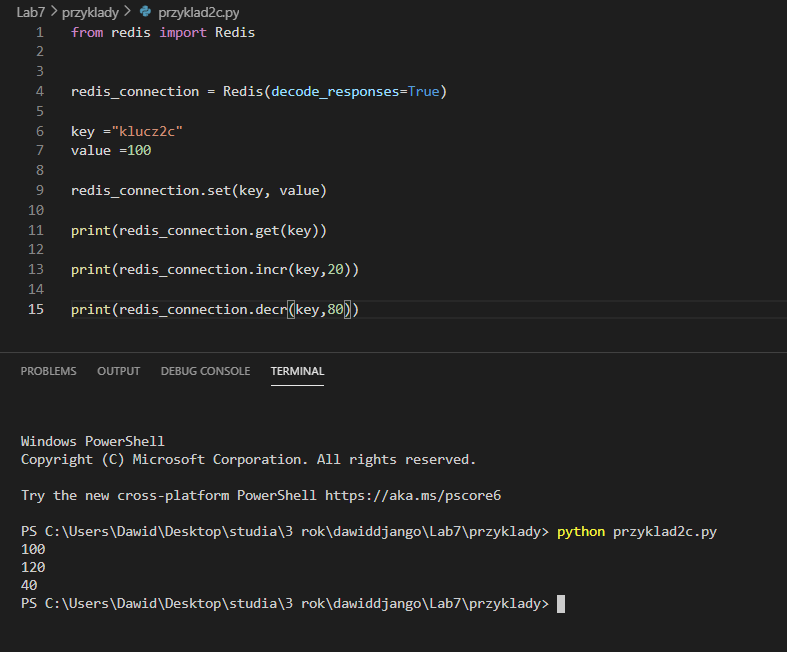 Lab7 > przyklady > przyklad2c.py
1 from redis import Redis
2
3
4 redis_connection = Redis(decode_responses=True)
5
6 key ="klucz2c"
7 value =100
8
9 redis_connection.set(key, value)
10
11 print(redis_connection.get(key))
12
13 print(redis_connection.incr(key,20))
14
15 print(redis_connection.decr(key,80))
PROBLEMS OUTPUT DEBUG CONSOLE TERMINAL
Windows PowerShell
Copyright (C) Microsoft Corporation. All rights reserved.
Try the new cross-platform PowerShell https://aka.ms/pscore6
PS C:\Users\Dawid\Desktop\studia\3 rok\dawiddjango\Lab7\przyklady> python przyklad2c.py
100
120
40
PS C:\Users\Dawid\Desktop\studia\3 rok\dawiddjango\Lab7\przyklady>